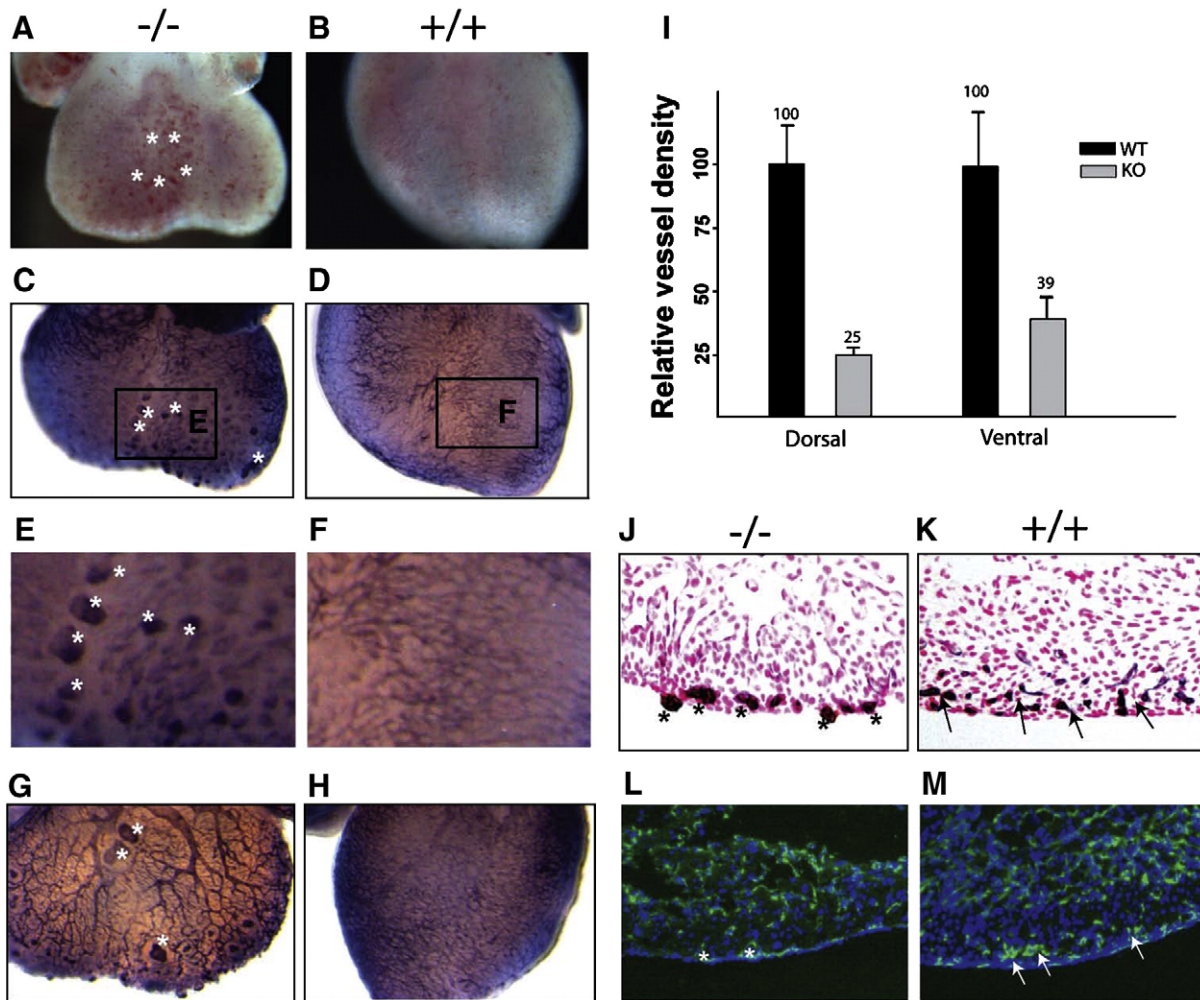 A -/- B +/+
C D
E
F
E F
G H
* * * * *
* * * *
* * * * * *
* * *
I
Relative vessel density
100
75
50
25
100
25
100
39
WT
KO
Dorsal Ventral
J -/- K +/+
* * * * *
L M
* *